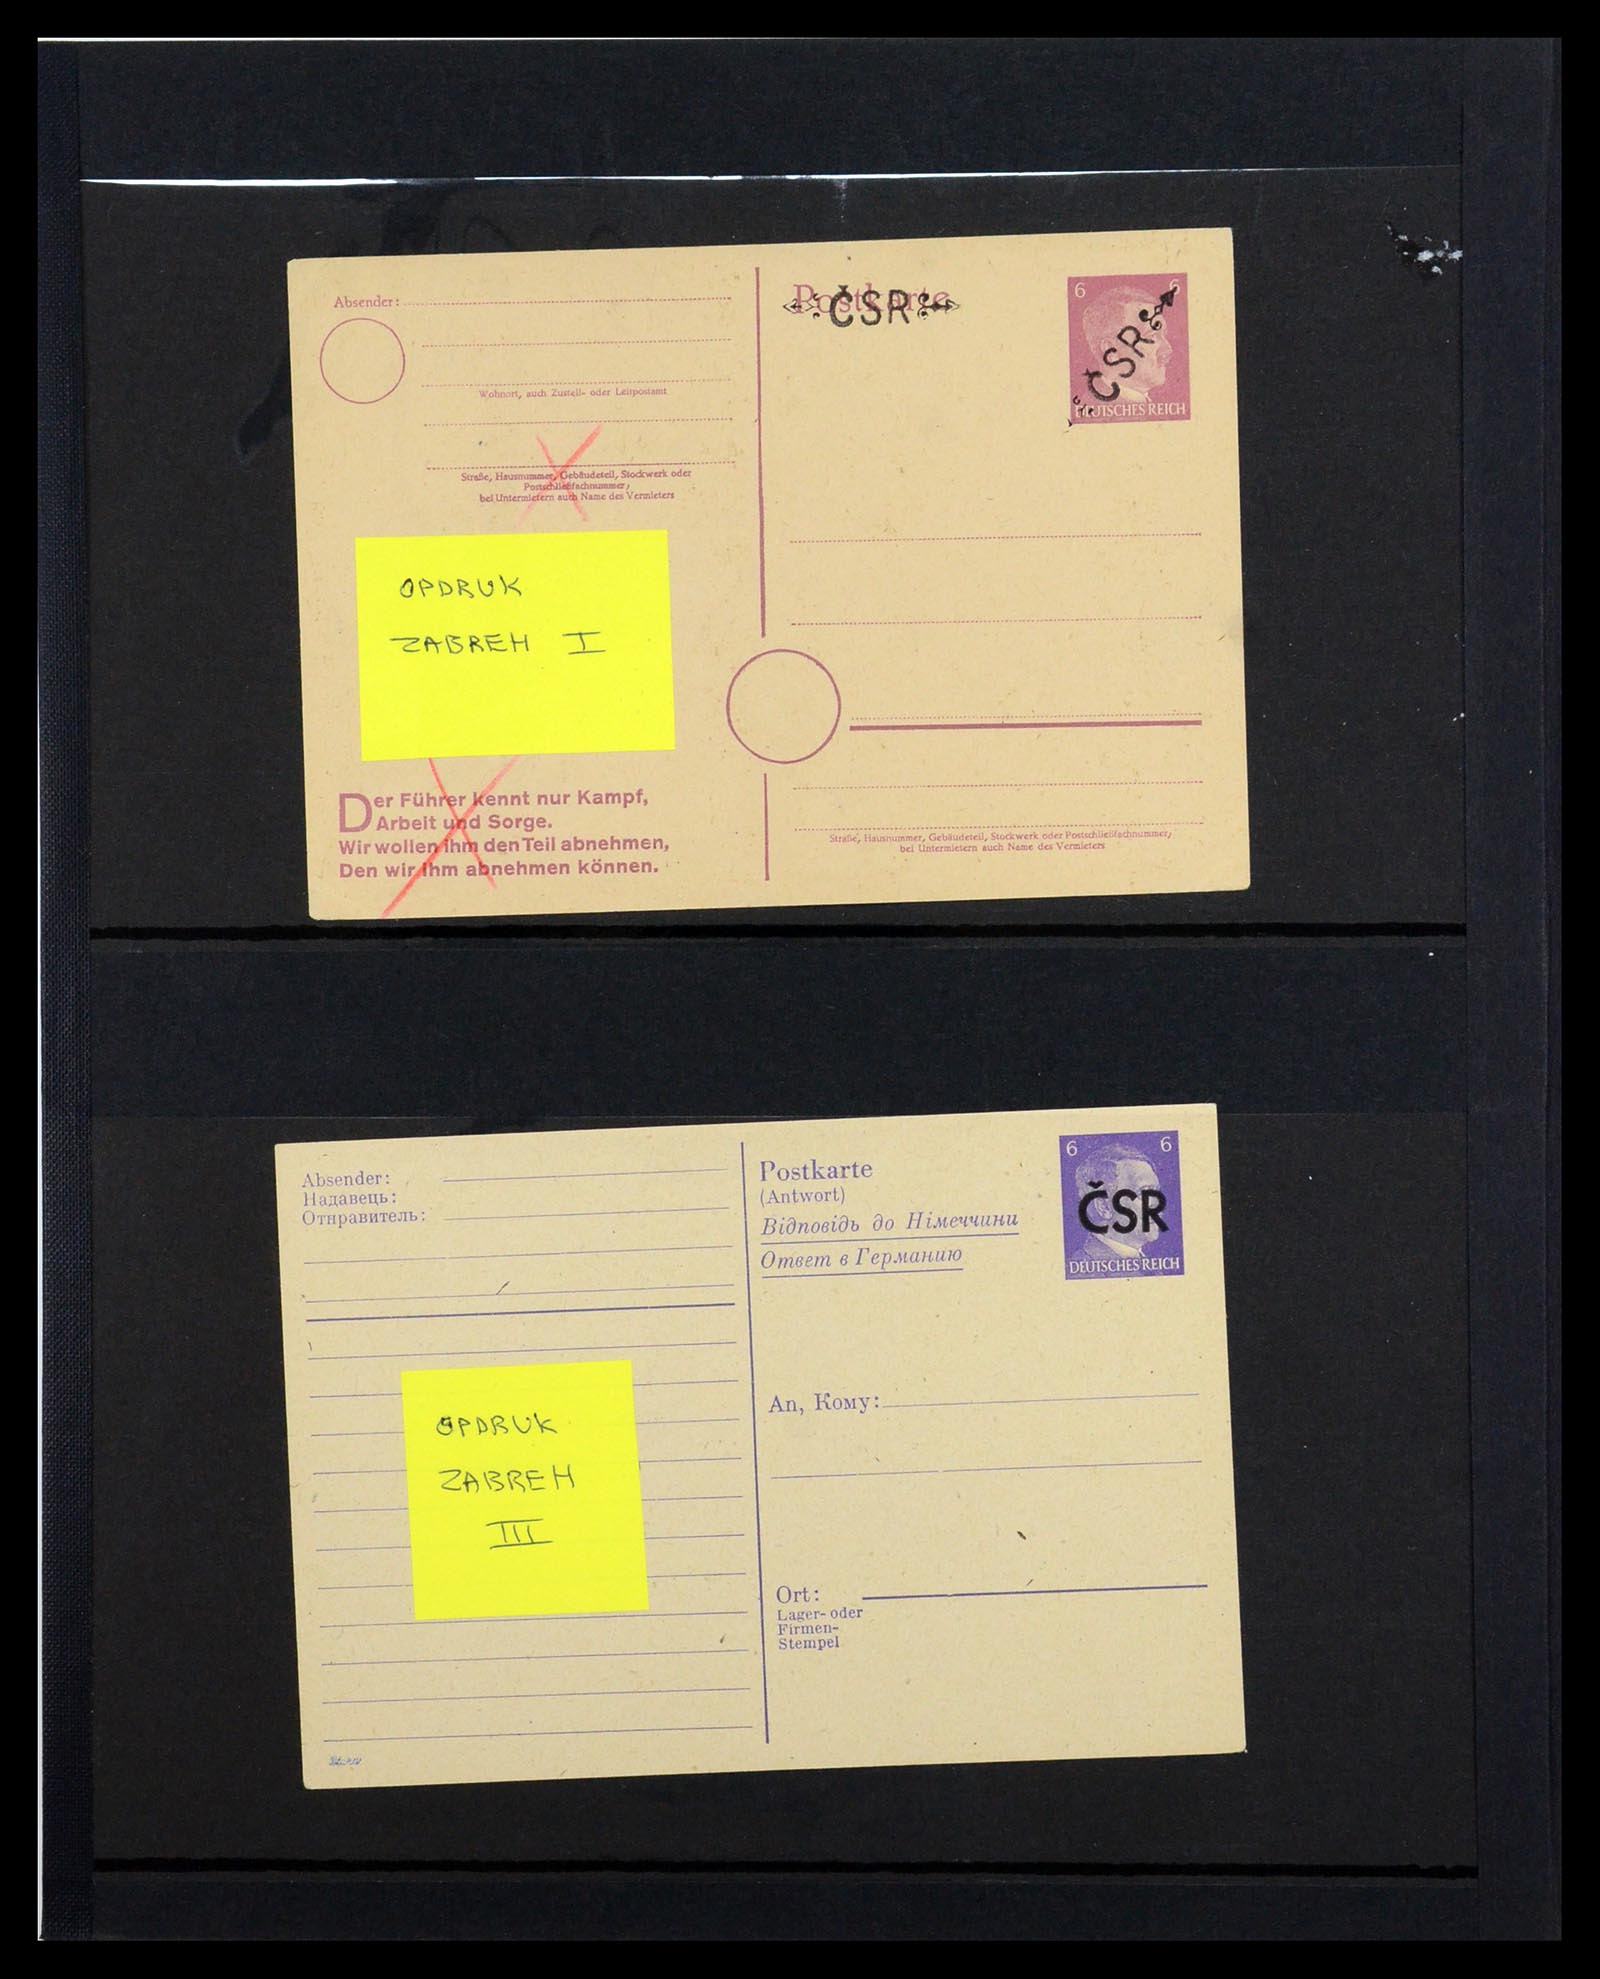 Absender:
Wohnort, auch Zustell- oder Leitpostamt
Straße, Hausnummer, Gebäudeteil, Stockwerk oder
Postschließfachnummer;
bei Untermietern auch Name des Vermieters
OPDRUK
ZABREH I
Der Führer kennt nur Kampf,
Arbeit und Sorge.
Wir wollen ihm den Teil abnehmen,
Den wir ihm abnehmen können.
Postkarte
ČSR
6 6
ČSR
DEUTSCHES REICH
Straße, Hausnummer, Gebäudeteil, Stockwerk oder Postschließfachnummer;
bei Untermietern auch Name des Vermieters
Absender:
Надавець:
Отправитель:
OPDRUK
ZABREH
III
Postkarte
(Antwort)
Відповідь до Німеччини
Ответ в Германию
6 6
ČSR
DEUTSCHES REICH
An, Кому:
Ort:
Lager- oder
Firmen-
Stempel